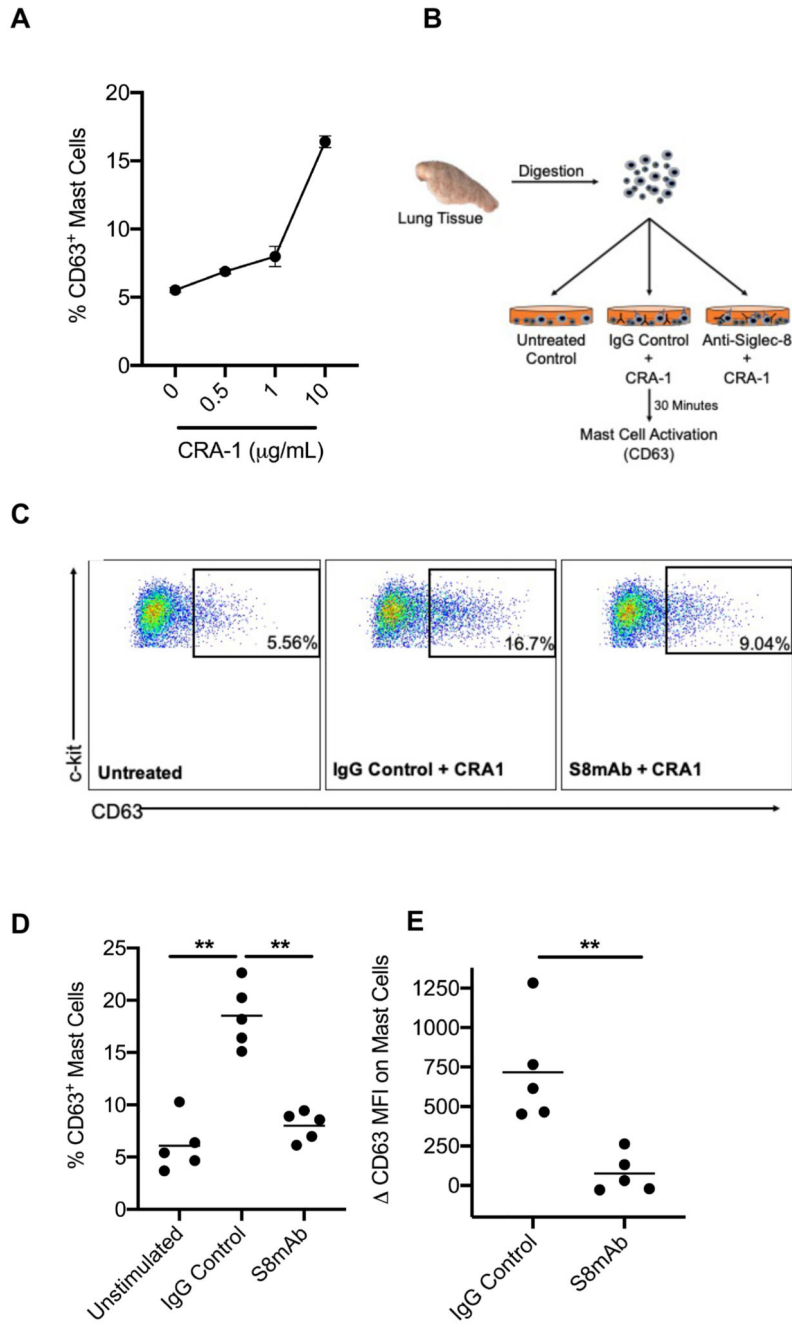 A
B
20
15
10
5
0
% CD63+ Mast Cells
0
0.5
1
10
CRA-1 (μg/mL)
Lung Tissue
Digestion
Untreated
Control
IgG Control
+
CRA-1
Anti-Siglec-8
+
CRA-1
30 Minutes
Mast Cell Activation
(CD63)
C
c-kit
5.56%
Untreated
16.7%
IgG Control + CRA1
9.04%
S8mAb + CRA1
CD63
D
25
20
15
10
5
0
% CD63+ Mast Cells
** **
Unstimulated
IgG Control
S8mAb
E
**
1250
1000
750
500
250
0
Δ CD63 MFI on Mast Cells
IgG Control
S8mAb